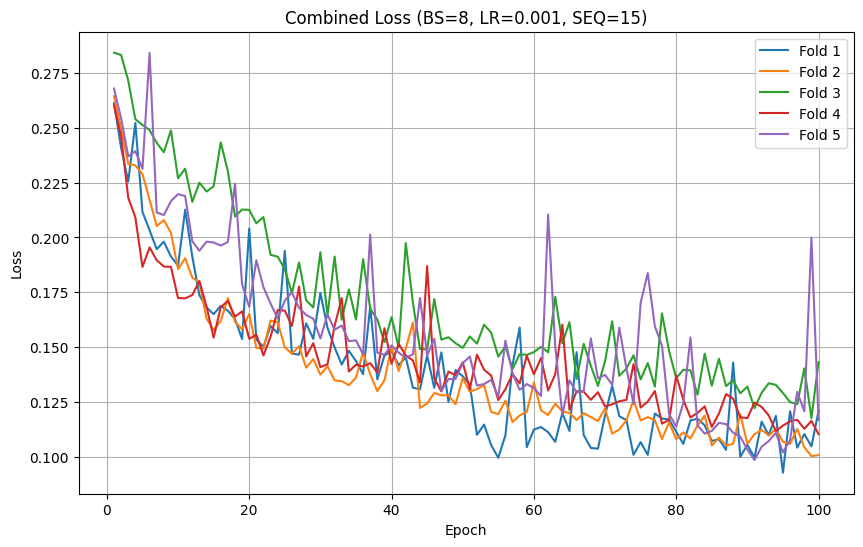 Combined Loss (BS=8, LR=0.001, SEQ=15)
Fold 1
Fold 2
Fold 3
Fold 4
Fold 5
0.275
0.250
0.225
0.200
0.175
0.150
0.125
0.100
Loss
0 20 40 60 80 100
Epoch